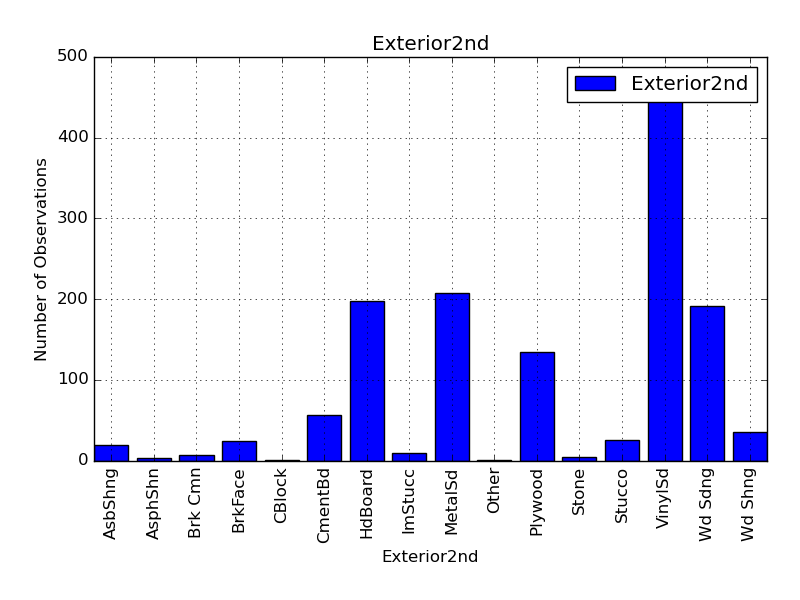 Exterior2nd
500
Exterior2nd
400
300
200
100
0
Number of Observations
AsbShng
AsphShn
Brk Cmn
BrkFace
CBlock
CmentBd
HdBoard
ImStucc
MetalSd
Other
Plywood
Stone
Stucco
VinylSd
Wd Sdng
Wd Shng
Exterior2nd